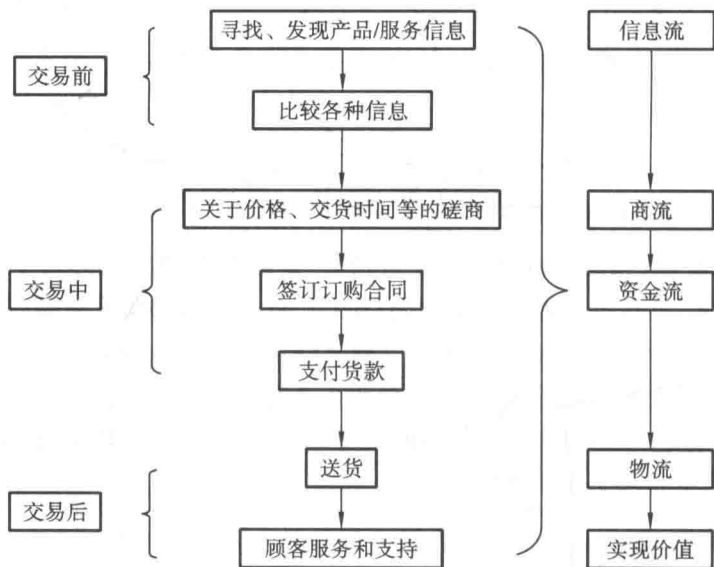 寻找、发现产品/服务信息
信息流
交易前
比较各种信息
关于价格、交货时间等的磋商
商流
交易中
签订订购合同
资金流
支付货款
送货
物流
交易后
顾客服务和支持
实现价值